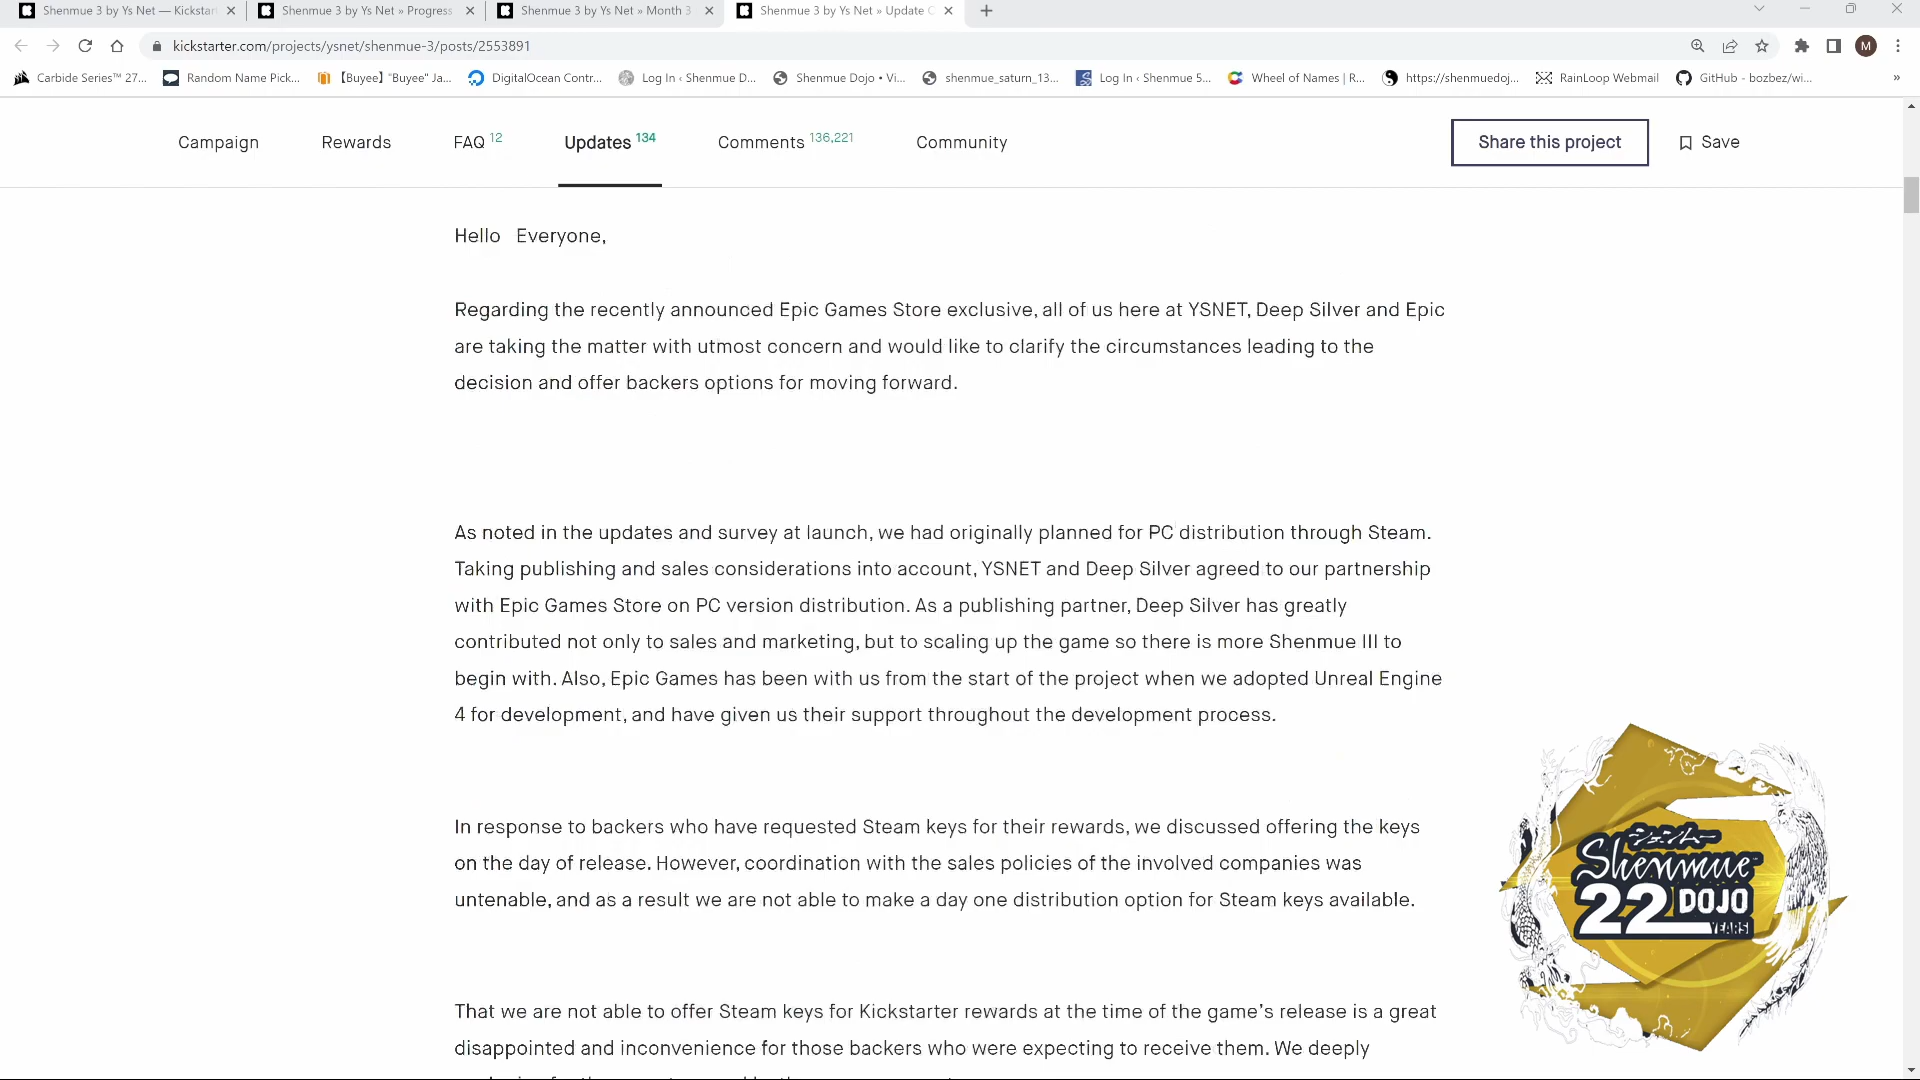 Shenmue 3 by Ys Net — Kickstar
Shenmue 3 by Ys Net » Progress
Shenmue 3 by Ys Net » Month 3
Shenmue 3 by Ys Net » Update
kickstarter.com/projects/ysnet/shenmue-3/posts/2553891
M
Carbide Series™ 27...
Random Name Pick...
【Buyee】 "Buyee" Ja...
DigitalOcean Contr...
Log In ‹ Shenmue D...
Shenmue Dojo • Vi...
shenmue_saturn_13...
Log In ‹ Shenmue 5...
Wheel of Names | R...
https://shenmuedoj...
RainLoop Webmail
GitHub - bozbez/wi...
»
Campaign
Rewards
FAQ 12
Updates 134
Comments 136,221
Community
Share this project
Save
Hello Everyone,
Regarding the recently announced Epic Games Store exclusive, all of us here at YSNET, Deep Silver and Epic
are taking the matter with utmost concern and would like to clarify the circumstances leading to the
decision and offer backers options for moving forward.
As noted in the updates and survey at launch, we had originally planned for PC distribution through Steam.
Taking publishing and sales considerations into account, YSNET and Deep Silver agreed to our partnership
with Epic Games Store on PC version distribution. As a publishing partner, Deep Silver has greatly
contributed not only to sales and marketing, but to scaling up the game so there is more Shenmue III to
begin with. Also, Epic Games has been with us from the start of the project when we adopted Unreal Engine
4 for development, and have given us their support throughout the development process.
In response to backers who have requested Steam keys for their rewards, we discussed offering the keys
on the day of release. However, coordination with the sales policies of the involved companies was
untenable, and as a result we are not able to make a day one distribution option for Steam keys available.
That we are not able to offer Steam keys for Kickstarter rewards at the time of the game's release is a great
disappointed and inconvenience for those backers who were expecting to receive them. We deeply
シェンムー
Shenmue
22 DOJO
YEARS!